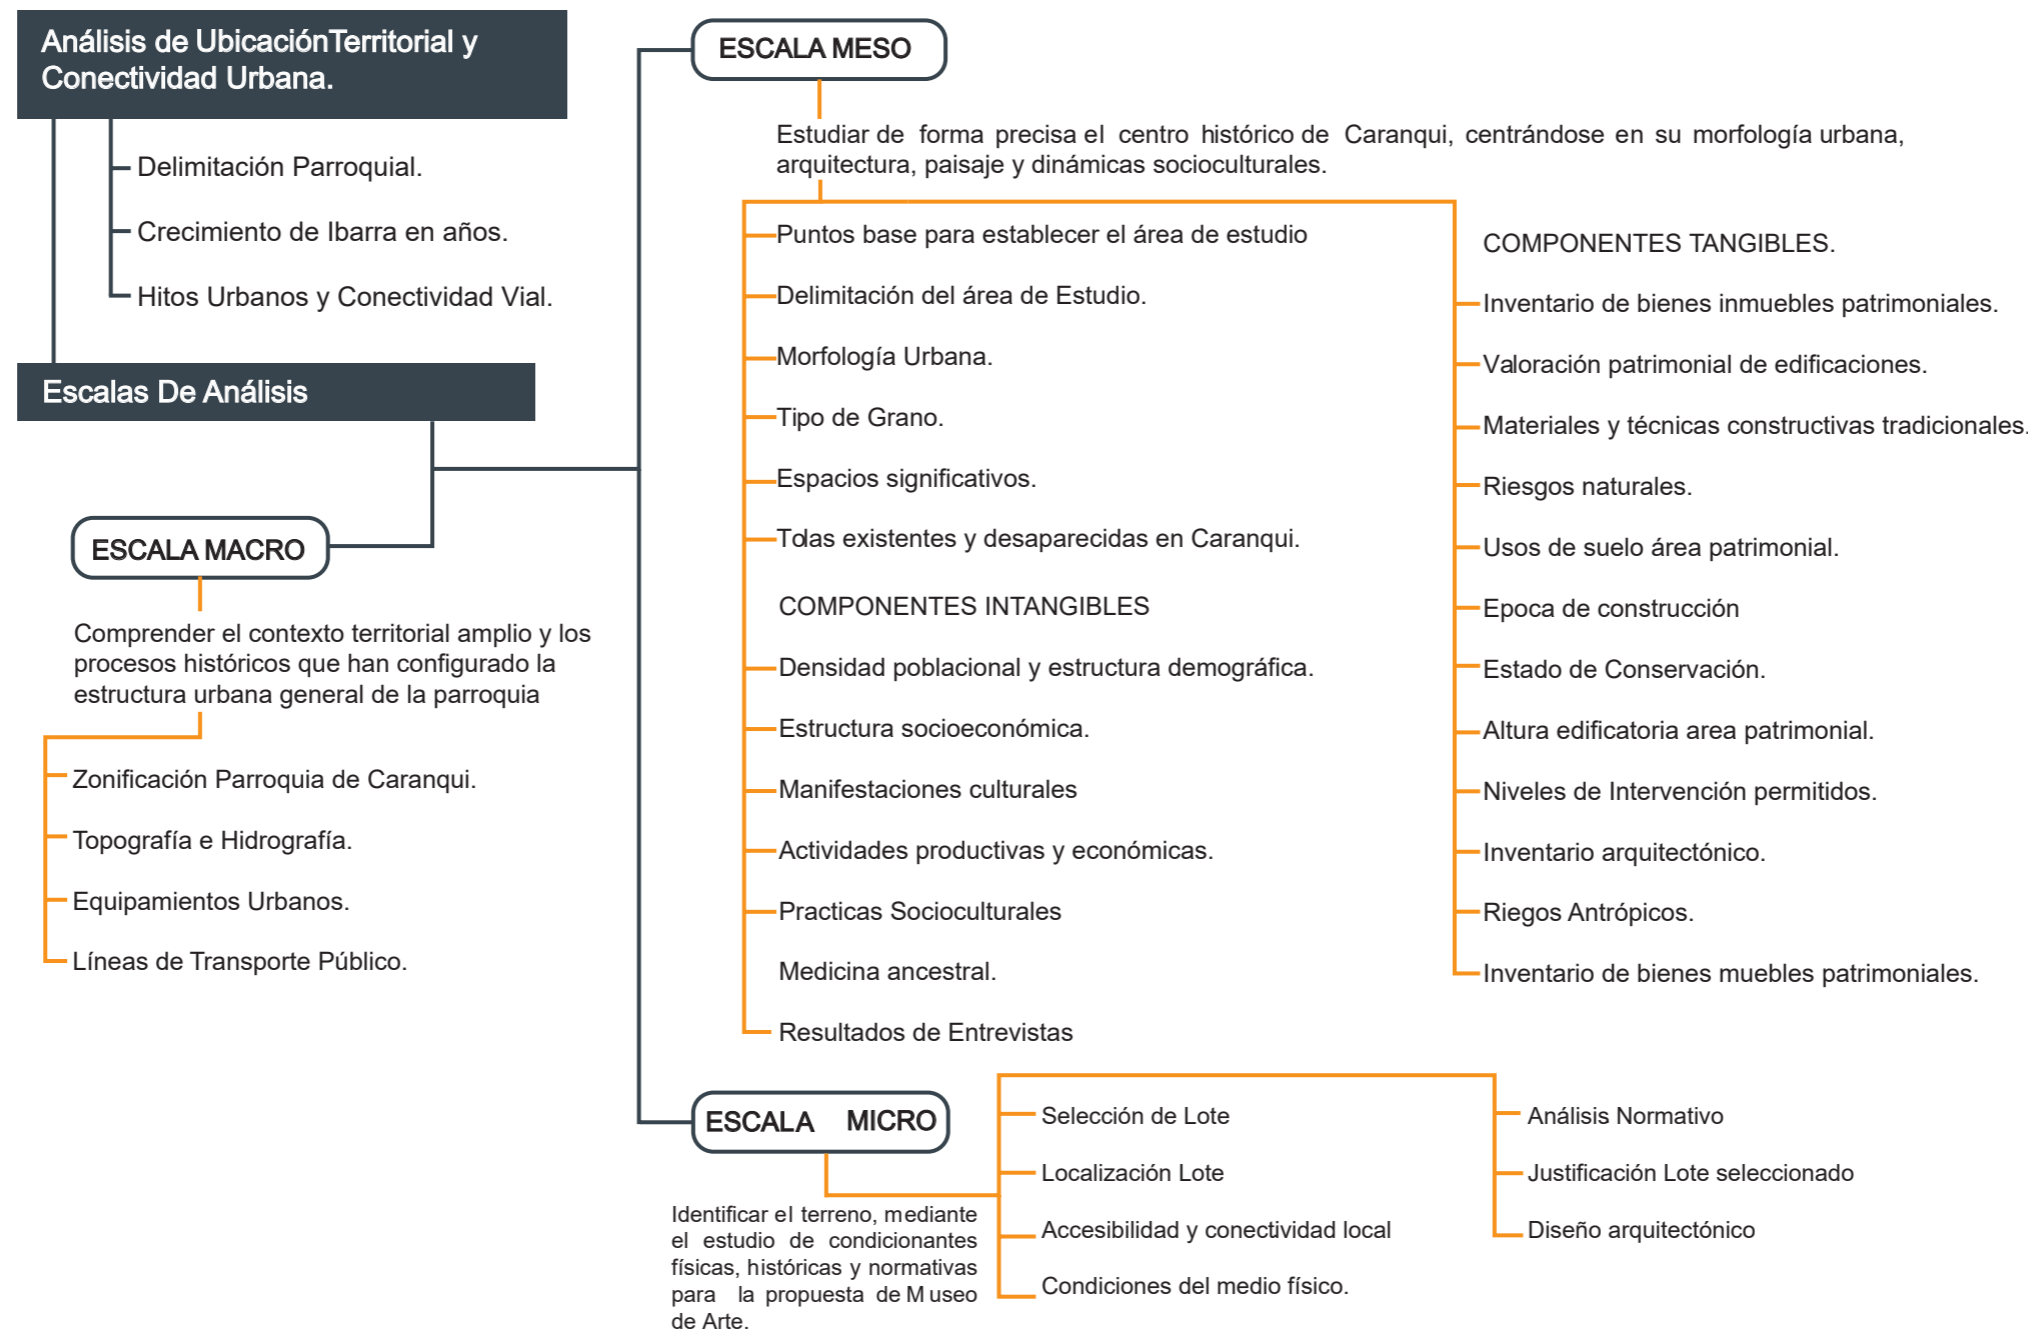 Análisis de Ubicación Territorial y
Conectividad Urbana.
Delimitación Parroquial.
Crecimiento de Ibarra en años.
Hitos Urbanos y Conectividad Vial.
Escalas De Análisis
ESCALA MACRO
Comprender el contexto territorial amplio y los
procesos históricos que han configurado la
estructura urbana general de la parroquia
Zonificación Parroquia de Caranqui.
Topografía e Hidrografía.
Equipamientos Urbanos.
Líneas de Transporte Público.
ESCALA MESO
Estudiar de forma precisa el centro histórico de Caranqui, centrándose en su morfología urbana,
arquitectura, paisaje y dinámicas socioculturales.
Puntos base para establecer el área de estudio
Delimitación del área de Estudio.
Morfología Urbana.
Tipo de Grano.
Espacios significativos.
Tolas existentes y desaparecidas en Caranqui.
COMPONENTES INTANGIBLES
Densidad poblacional y estructura demográfica.
Estructura socioeconómica.
Manifestaciones culturales
Actividades productivas y económicas.
Practicas Socioculturales
Medicina ancestral.
Resultados de Entrevistas
COMPONENTES TANGIBLES.
Inventario de bienes inmuebles patrimoniales.
Valoración patrimonial de edificaciones.
Materiales y técnicas constructivas tradicionales.
Riesgos naturales.
Usos de suelo área patrimonial.
Epoca de construcción
Estado de Conservación.
Altura edificatoria area patrimonial.
Niveles de Intervención permitidos.
Inventario arquitectónico.
Riegos Antrópicos.
Inventario de bienes muebles patrimoniales.
ESCALA MICRO
Identificar el terreno, mediante
el estudio de condicionantes
físicas, históricas y normativas
para la propuesta de Museo
de Arte.
Selección de Lote
Localización Lote
Accesibilidad y conectividad local
Condiciones del medio físico.
Análisis Normativo
Justificación Lote seleccionado
Diseño arquitectónico